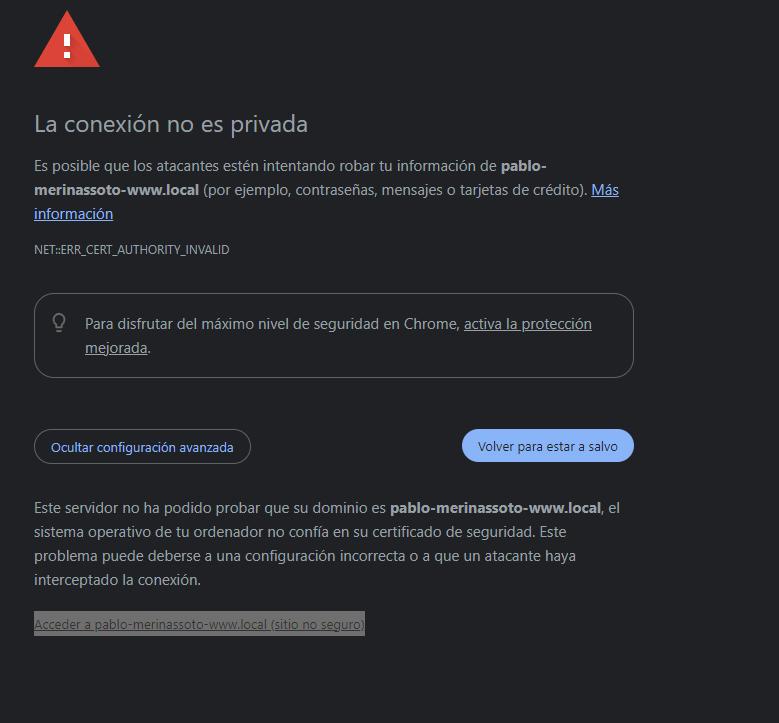 La conexión no es privada
Es posible que los atacantes estén intentando robar tu información de pablo-
merinassoto-www.local (por ejemplo, contraseñas, mensajes o tarjetas de crédito). Más
información
NET::ERR_CERT_AUTHORITY_INVALID
Para disfrutar del máximo nivel de seguridad en Chrome, activa la protección
mejorada.
Ocultar configuración avanzada
Volver para estar a salvo
Este servidor no ha podido probar que su dominio es pablo-merinassoto-www.local, el
sistema operativo de tu ordenador no confía en su certificado de seguridad. Este
problema puede deberse a una configuración incorrecta o a que un atacante haya
interceptado la conexión.
Acceder a pablo-merinassoto-www.local (sitio no seguro)